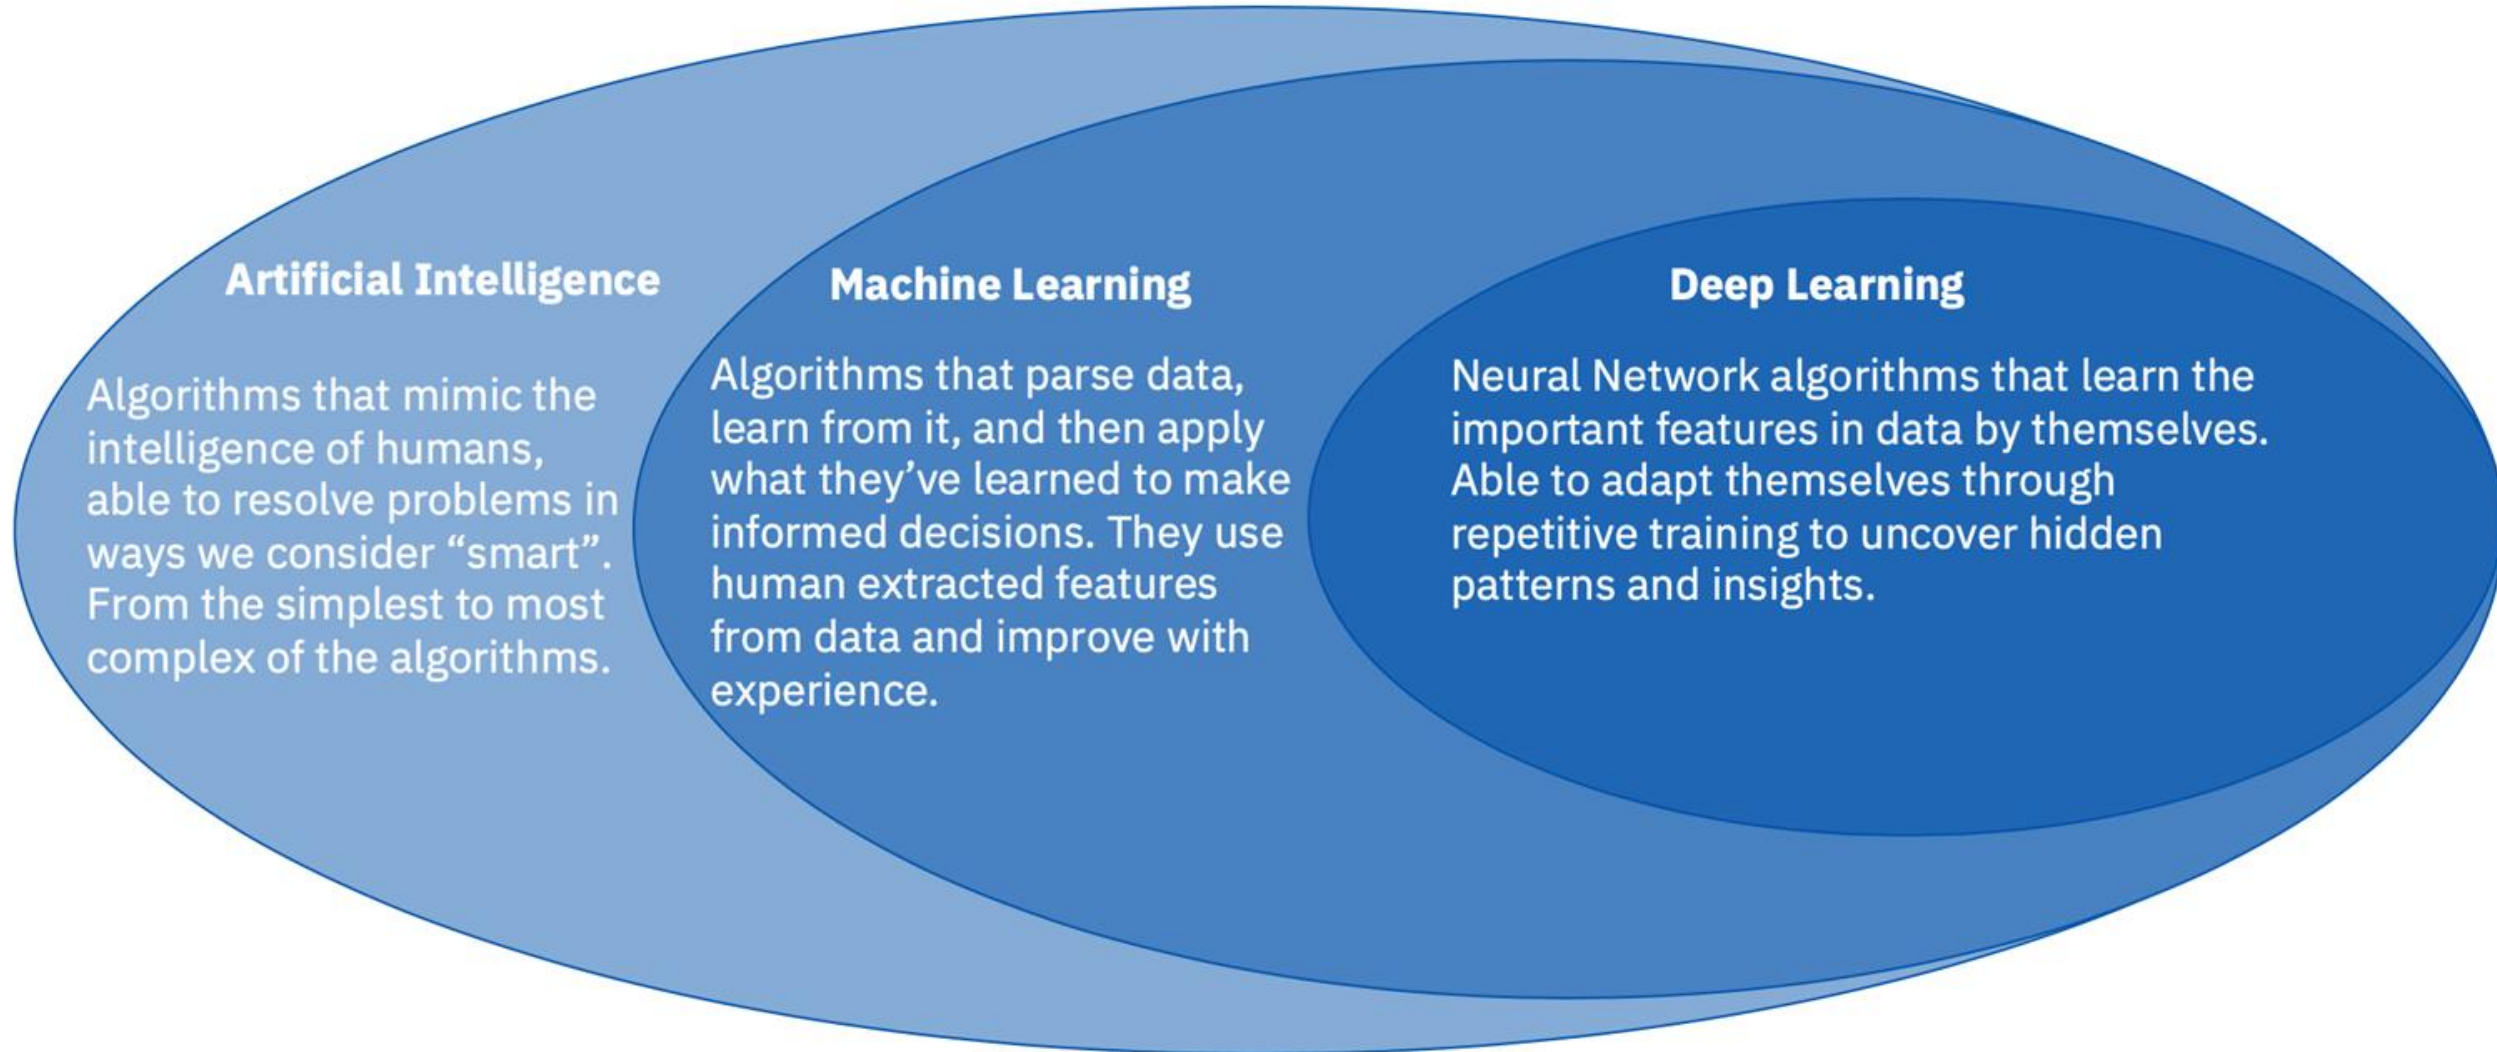 Artificial Intelligence
Algorithms that mimic the
intelligence of humans,
able to resolve problems in
ways we consider “smart”.
From the simplest to most
complex of the algorithms.
Machine Learning
Algorithms that parse data,
learn from it, and then apply
what they’ve learned to make
informed decisions. They use
human extracted features
from data and improve with
experience.
Deep Learning
Neural Network algorithms that learn the
important features in data by themselves.
Able to adapt themselves through
repetitive training to uncover hidden
patterns and insights.